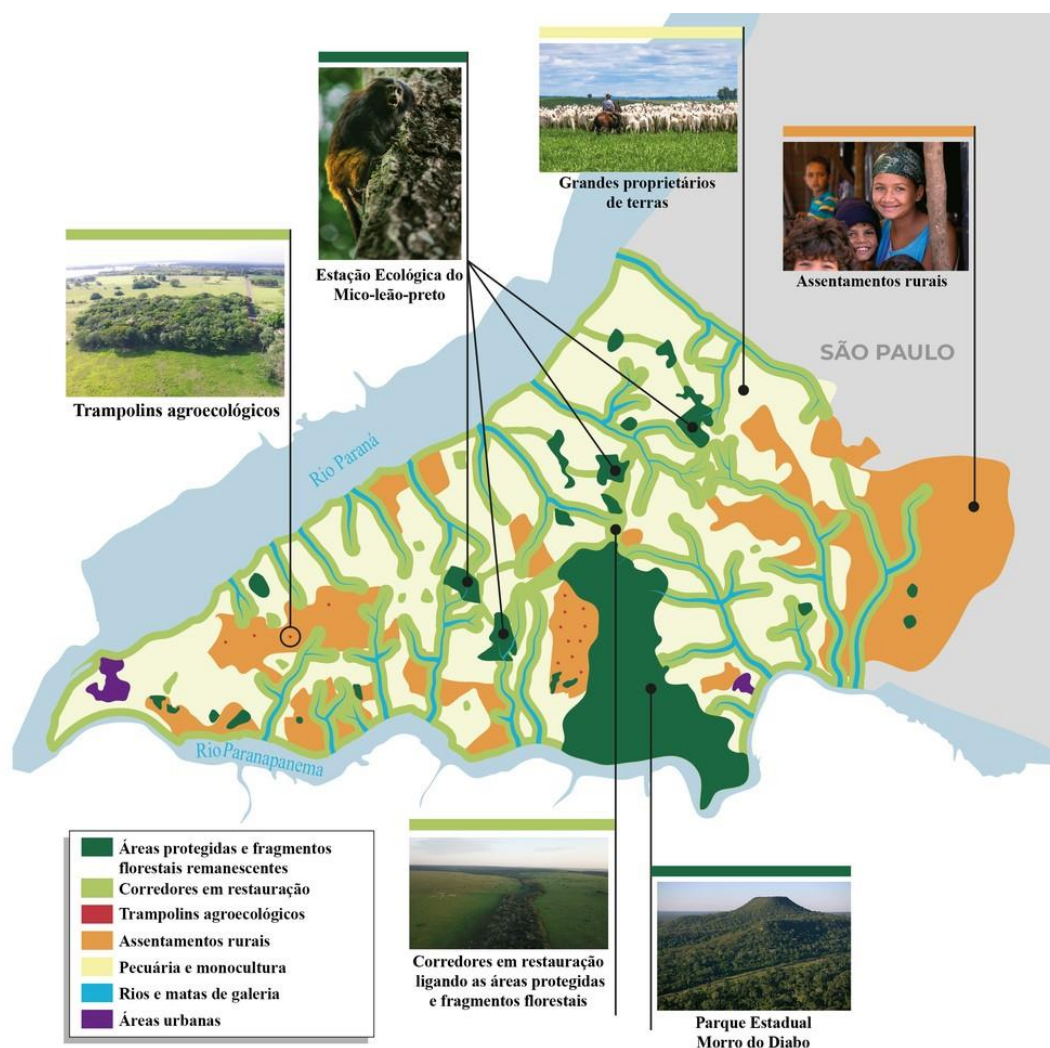 Grandes proprietários
de terras
Estação Ecológica do
Mico-leão-preto
Assentamentos rurais
SÃO PAULO
Trampolins agroecológicos
Rio Paraná
Rio Paranapanema
Áreas protegidas e fragmentos
florestais remanescentes
Corredores em restauração
Trampolins agroecológicos
Assentamentos rurais
Pecuária e monocultura
Rios e matas de galeria
Áreas urbanas
Corredores em restauração
ligando as áreas protegidas
e fragmentos florestais
Parque Estadual
Morro do Diabo